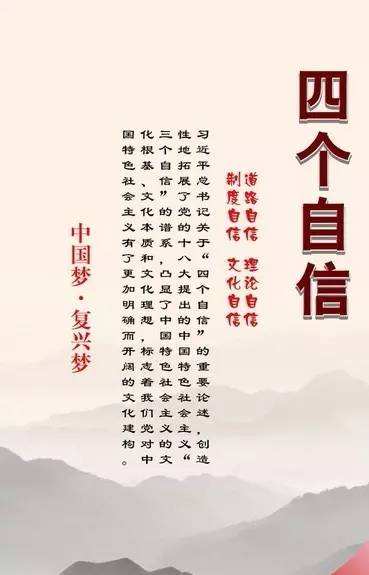 四个自信
道路自信 理论自信
制度自信 文化自信
习近平总书记关于“四个自信”的重要论述，创造
性地拓展了党的十八大提出的中国特色社会主义“
三个自信”的谱系，凸显了中国特色社会主义的文
化根基、文化本质和文化理想，标志着我们党对中
国特色社会主义有了更加明确而开阔的文化建构。
中国梦·复兴梦